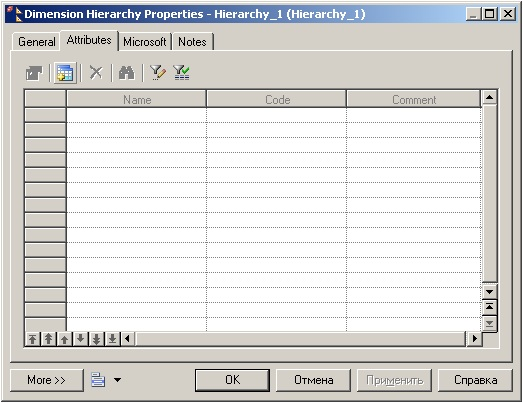 Dimension Hierarchy Properties - Hierarchy_1 (Hierarchy_1)
General Attributes Microsoft Notes
Name Code Comment
More >> OK Отмена Применить Справка